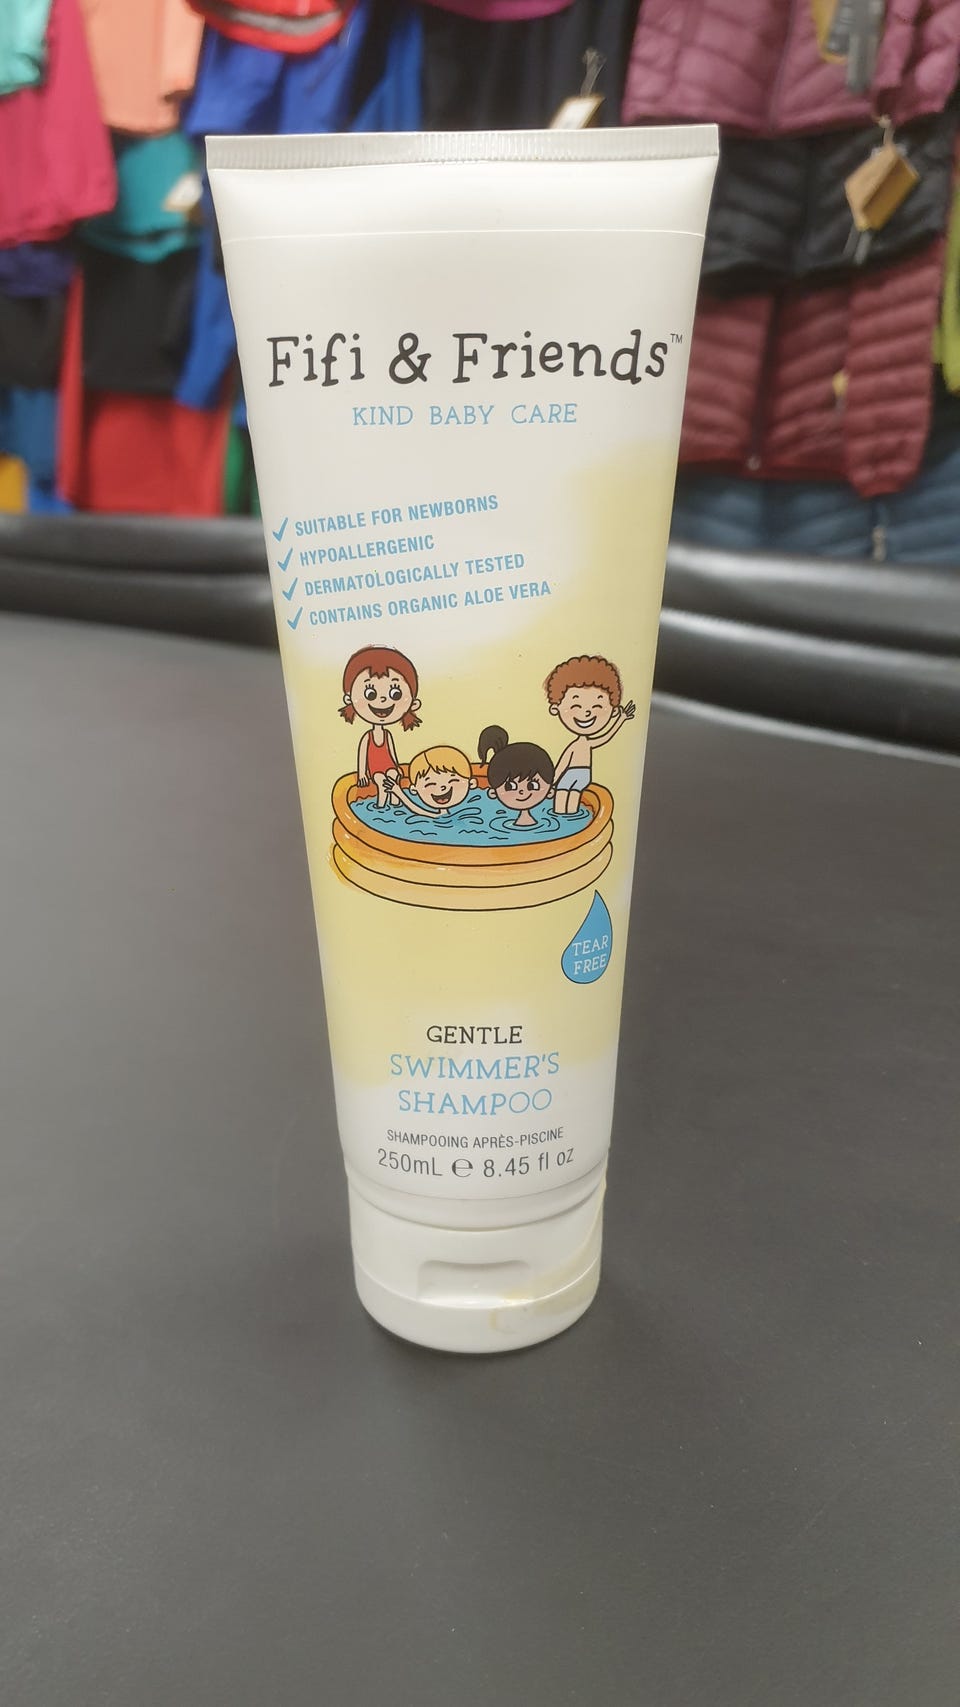 Fifi & Friends™
KIND BABY CARE
✓ SUITABLE FOR NEWBORNS
✓ HYPOALLERGENIC
✓ DERMATOLOGICALLY TESTED
✓ CONTAINS ORGANIC ALOE VERA
TEAR
FREE
GENTLE
SWIMMER'S
SHAMPOO
SHAMPOOING APRÈS-PISCINE
250mL ℮ 8.45 fl oz